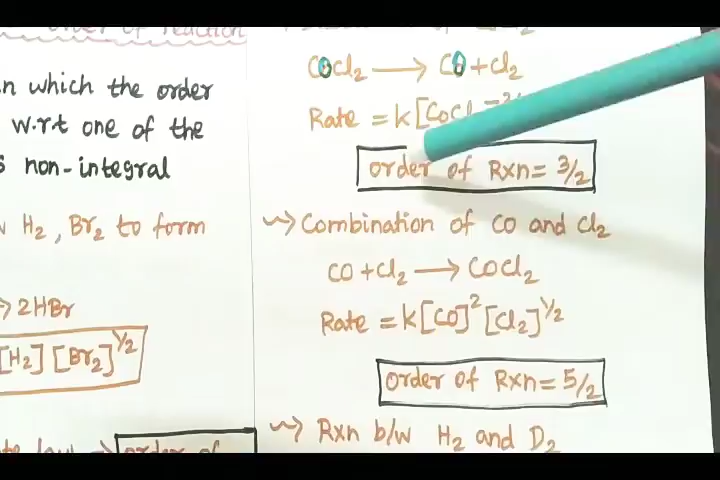 order of reaction
n which the order
w.r.t one of the
s non-integral
H2, Br2 to form
→ 2HBr
[H2] [Br2]^1/2
COCl2 → CO + Cl2
Rate = k [CoCl
order of Rxn = 3/2
↝ Combination of CO and Cl2
CO + Cl2 → COCl2
Rate = k[CO]^2 [Cl2]^1/2
order of Rxn = 5/2
↝ Rxn b/w H2 and D2